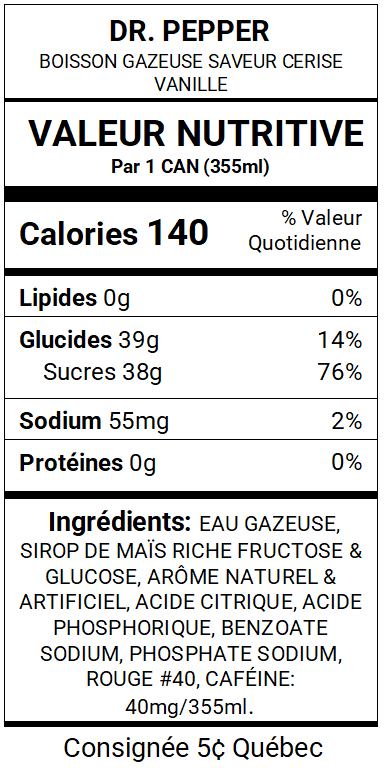 DR. PEPPER
BOISSON GAZEUSE SAVEUR CERISE
VANILLE
VALEUR NUTRITIVE
Par 1 CAN (355ml)
Calories 140
% Valeur
Quotidienne
Lipides 0g 0%
Glucides 39g 14%
Sucres 38g 76%
Sodium 55mg 2%
Protéines 0g 0%
Ingrédients: EAU GAZEUSE,
SIROP DE MAÏS RICHE FRUCTOSE &
GLUCOSE, ARÔME NATUREL &
ARTIFICIEL, ACIDE CITRIQUE, ACIDE
PHOSPHORIQUE, BENZOATE
SODIUM, PHOSPHATE SODIUM,
ROUGE #40, CAFÉINE:
40mg/355ml.
Consignée 5¢ Québec